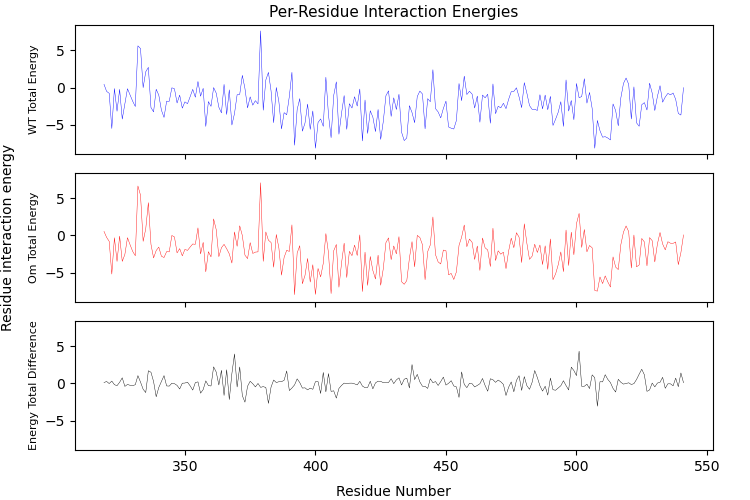 Per-Residue Interaction Energies
Residue interaction energy
WT Total Energy
5
0
−5
Om Total Energy
5
0
−5
Energy Total Difference
5
0
−5
350
400
450
500
550
Residue Number